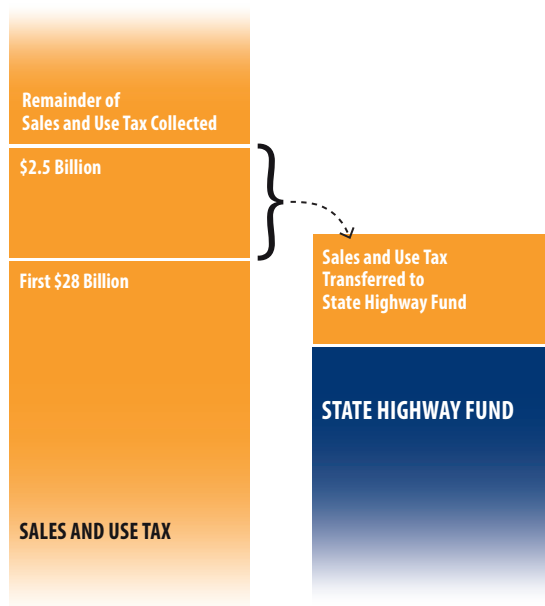 Remainder of
Sales and Use Tax Collected
$2.5 Billion
First $28 Billion
SALES AND USE TAX
Sales and Use Tax
Transferred to
State Highway Fund
STATE HIGHWAY FUND